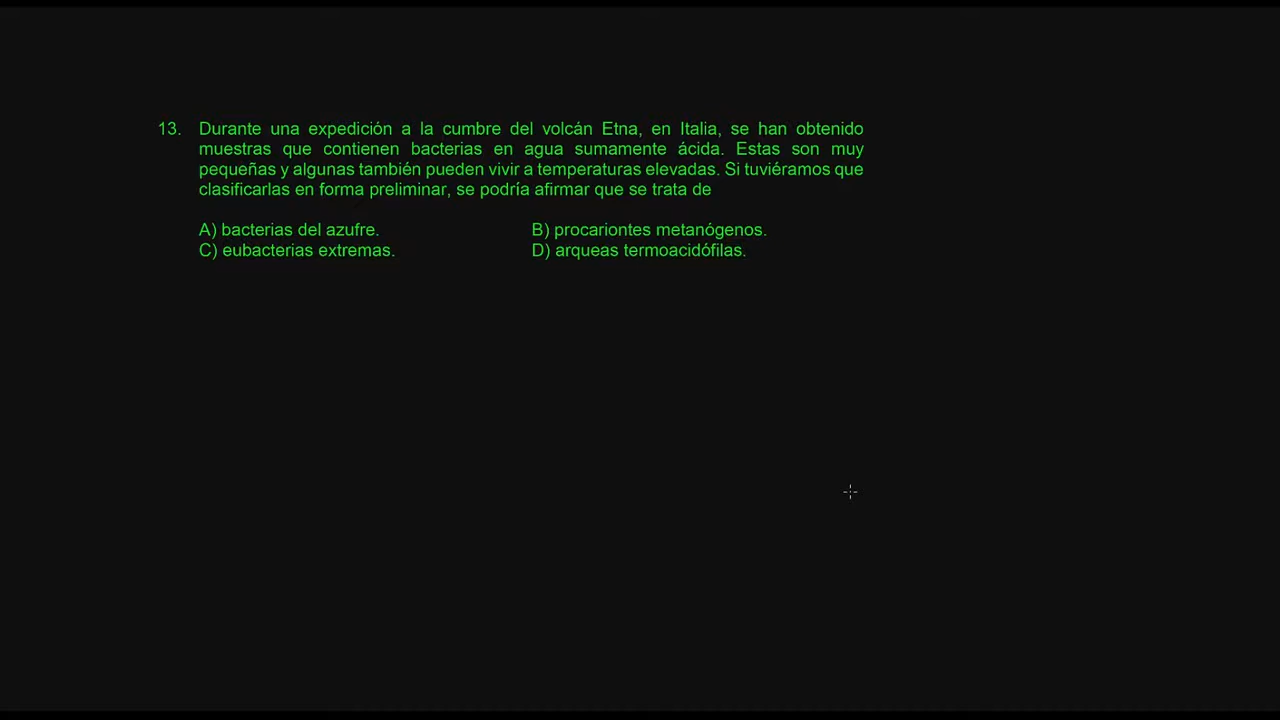 13. Durante una expedición a la cumbre del volcán Etna, en Italia, se han obtenido
muestras que contienen bacterias en agua sumamente ácida. Estas son muy
pequeñas y algunas también pueden vivir a temperaturas elevadas. Si tuviéramos que
clasificarlas en forma preliminar, se podría afirmar que se trata de
A) bacterias del azufre. B) procariontes metanógenos.
C) eubacterias extremas. D) arqueas termoacidófilas.